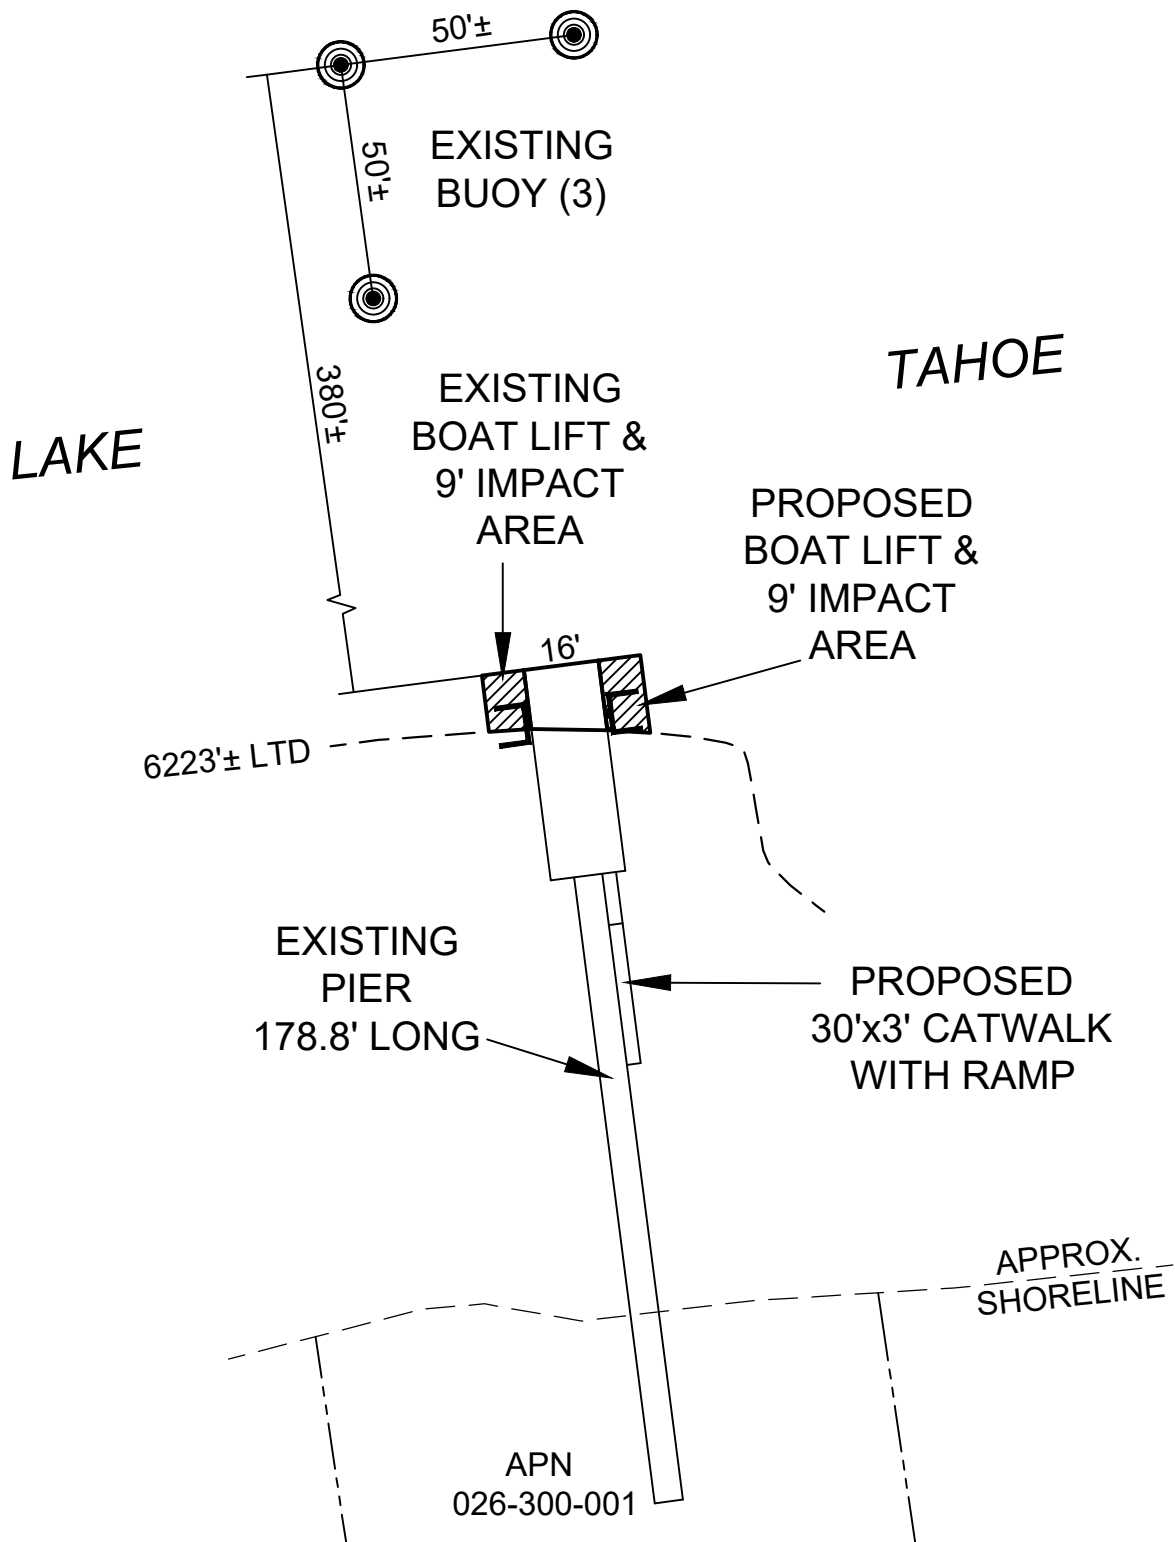 50'±
50'±
EXISTING
BUOY (3)
380'±
LAKE
TAHOE
EXISTING
BOAT LIFT &
9' IMPACT
AREA
PROPOSED
BOAT LIFT &
9' IMPACT
AREA
16'
6223'± LTD
EXISTING
PIER
178.8' LONG
PROPOSED
30'x3' CATWALK
WITH RAMP
APPROX.
SHORELINE
APN
026-300-001